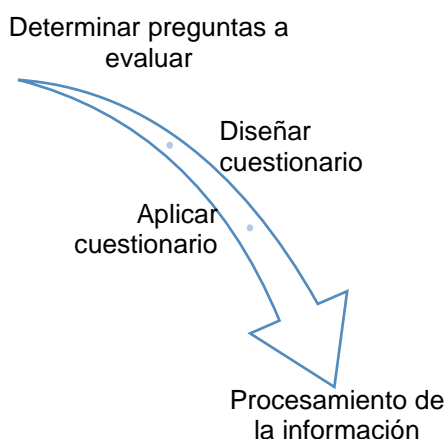 Determinar preguntas a
evaluar
Diseñar
cuestionario
Aplicar
cuestionario
Procesamiento de
la información